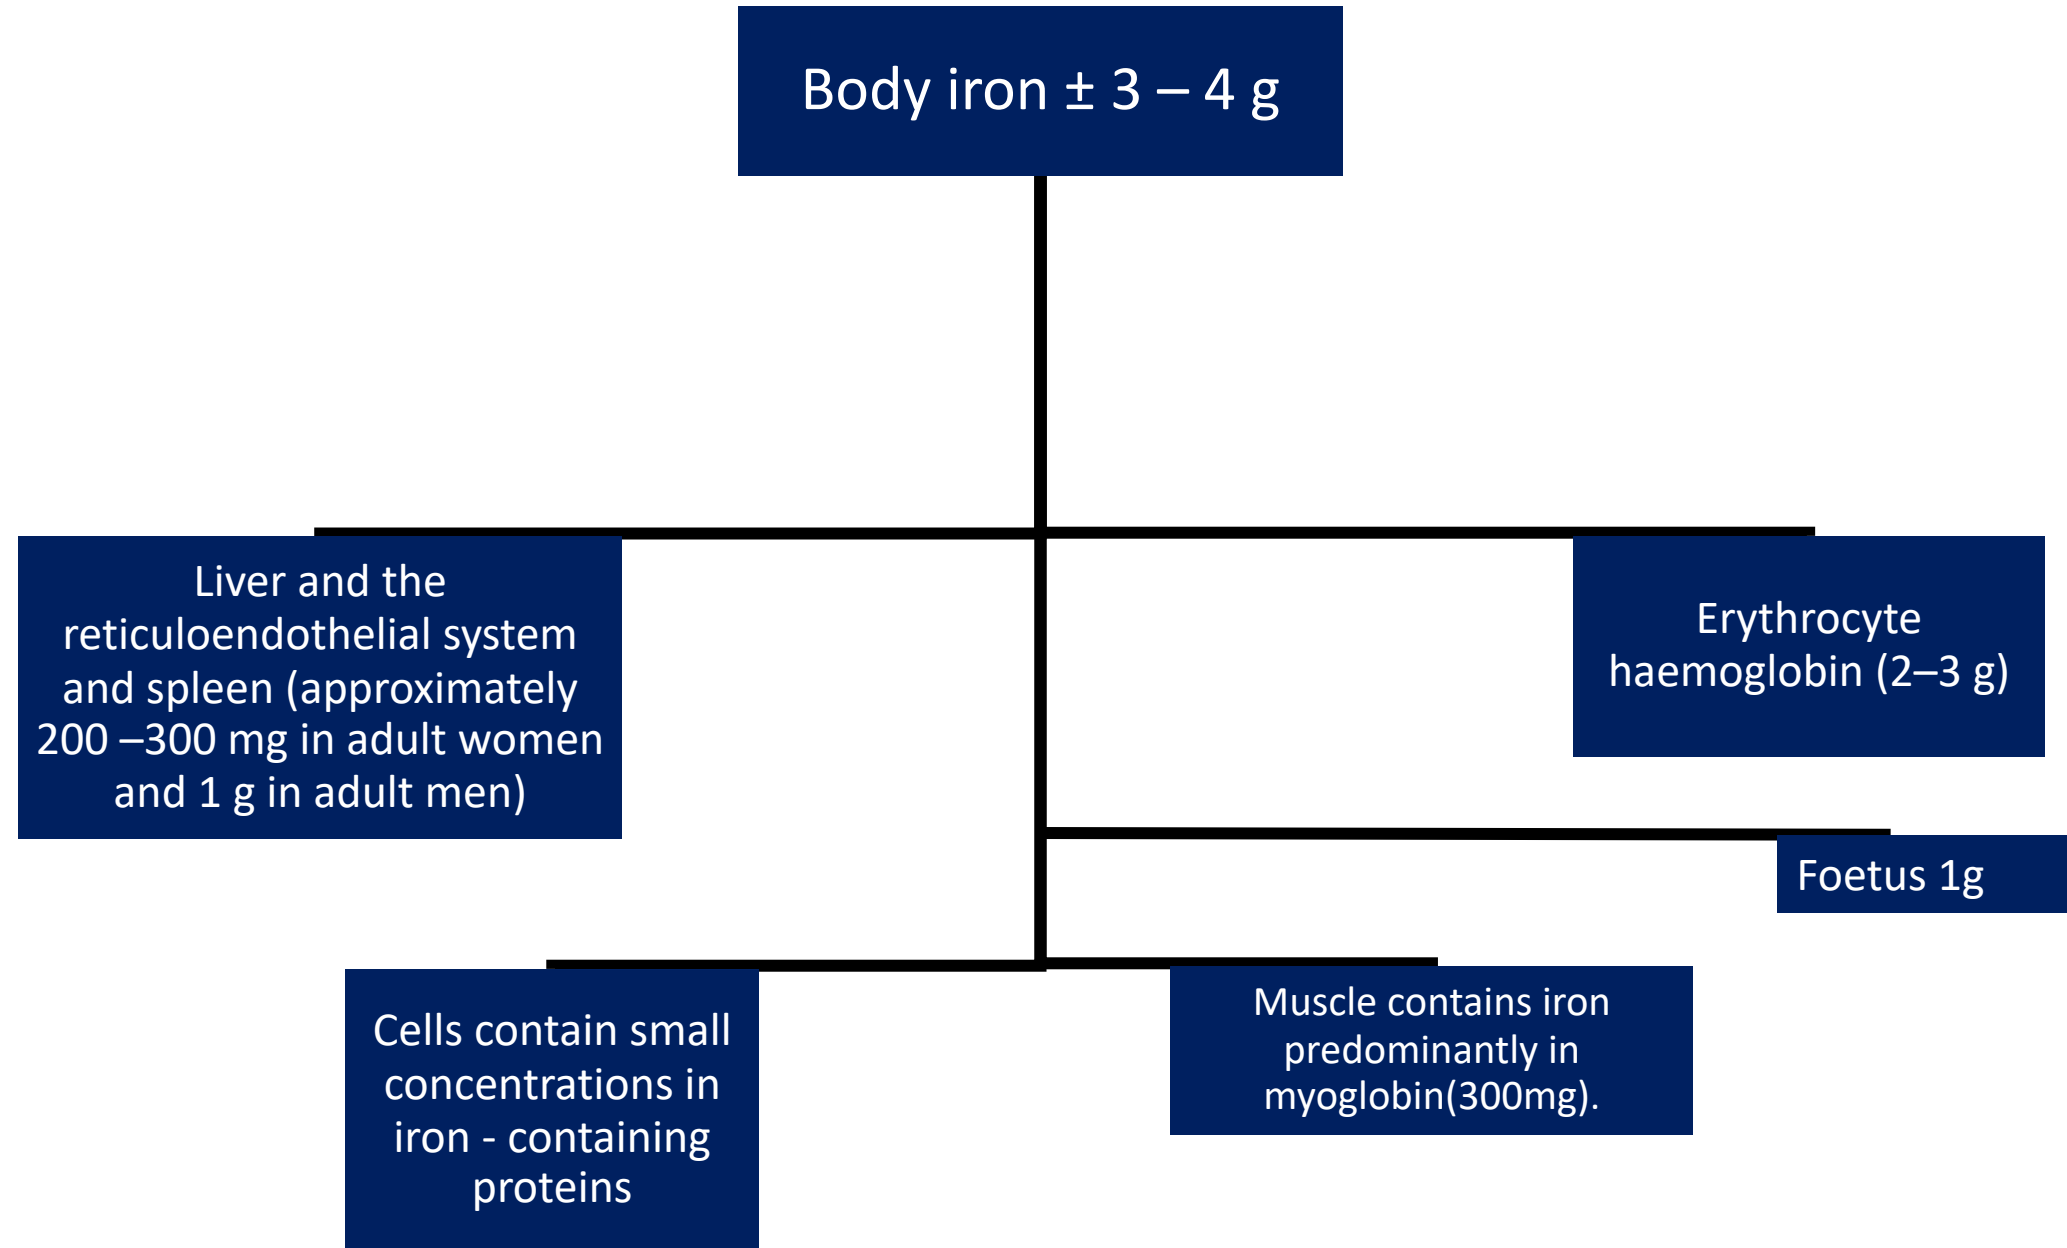 Body iron ± 3 – 4 g
Liver and the
reticuloendothelial system
and spleen (approximately
200 –300 mg in adult women
and 1 g in adult men)
Erythrocyte
haemoglobin (2–3 g)
Foetus 1g
Cells contain small
concentrations in
iron - containing
proteins
Muscle contains iron
predominantly in
myoglobin(300mg).